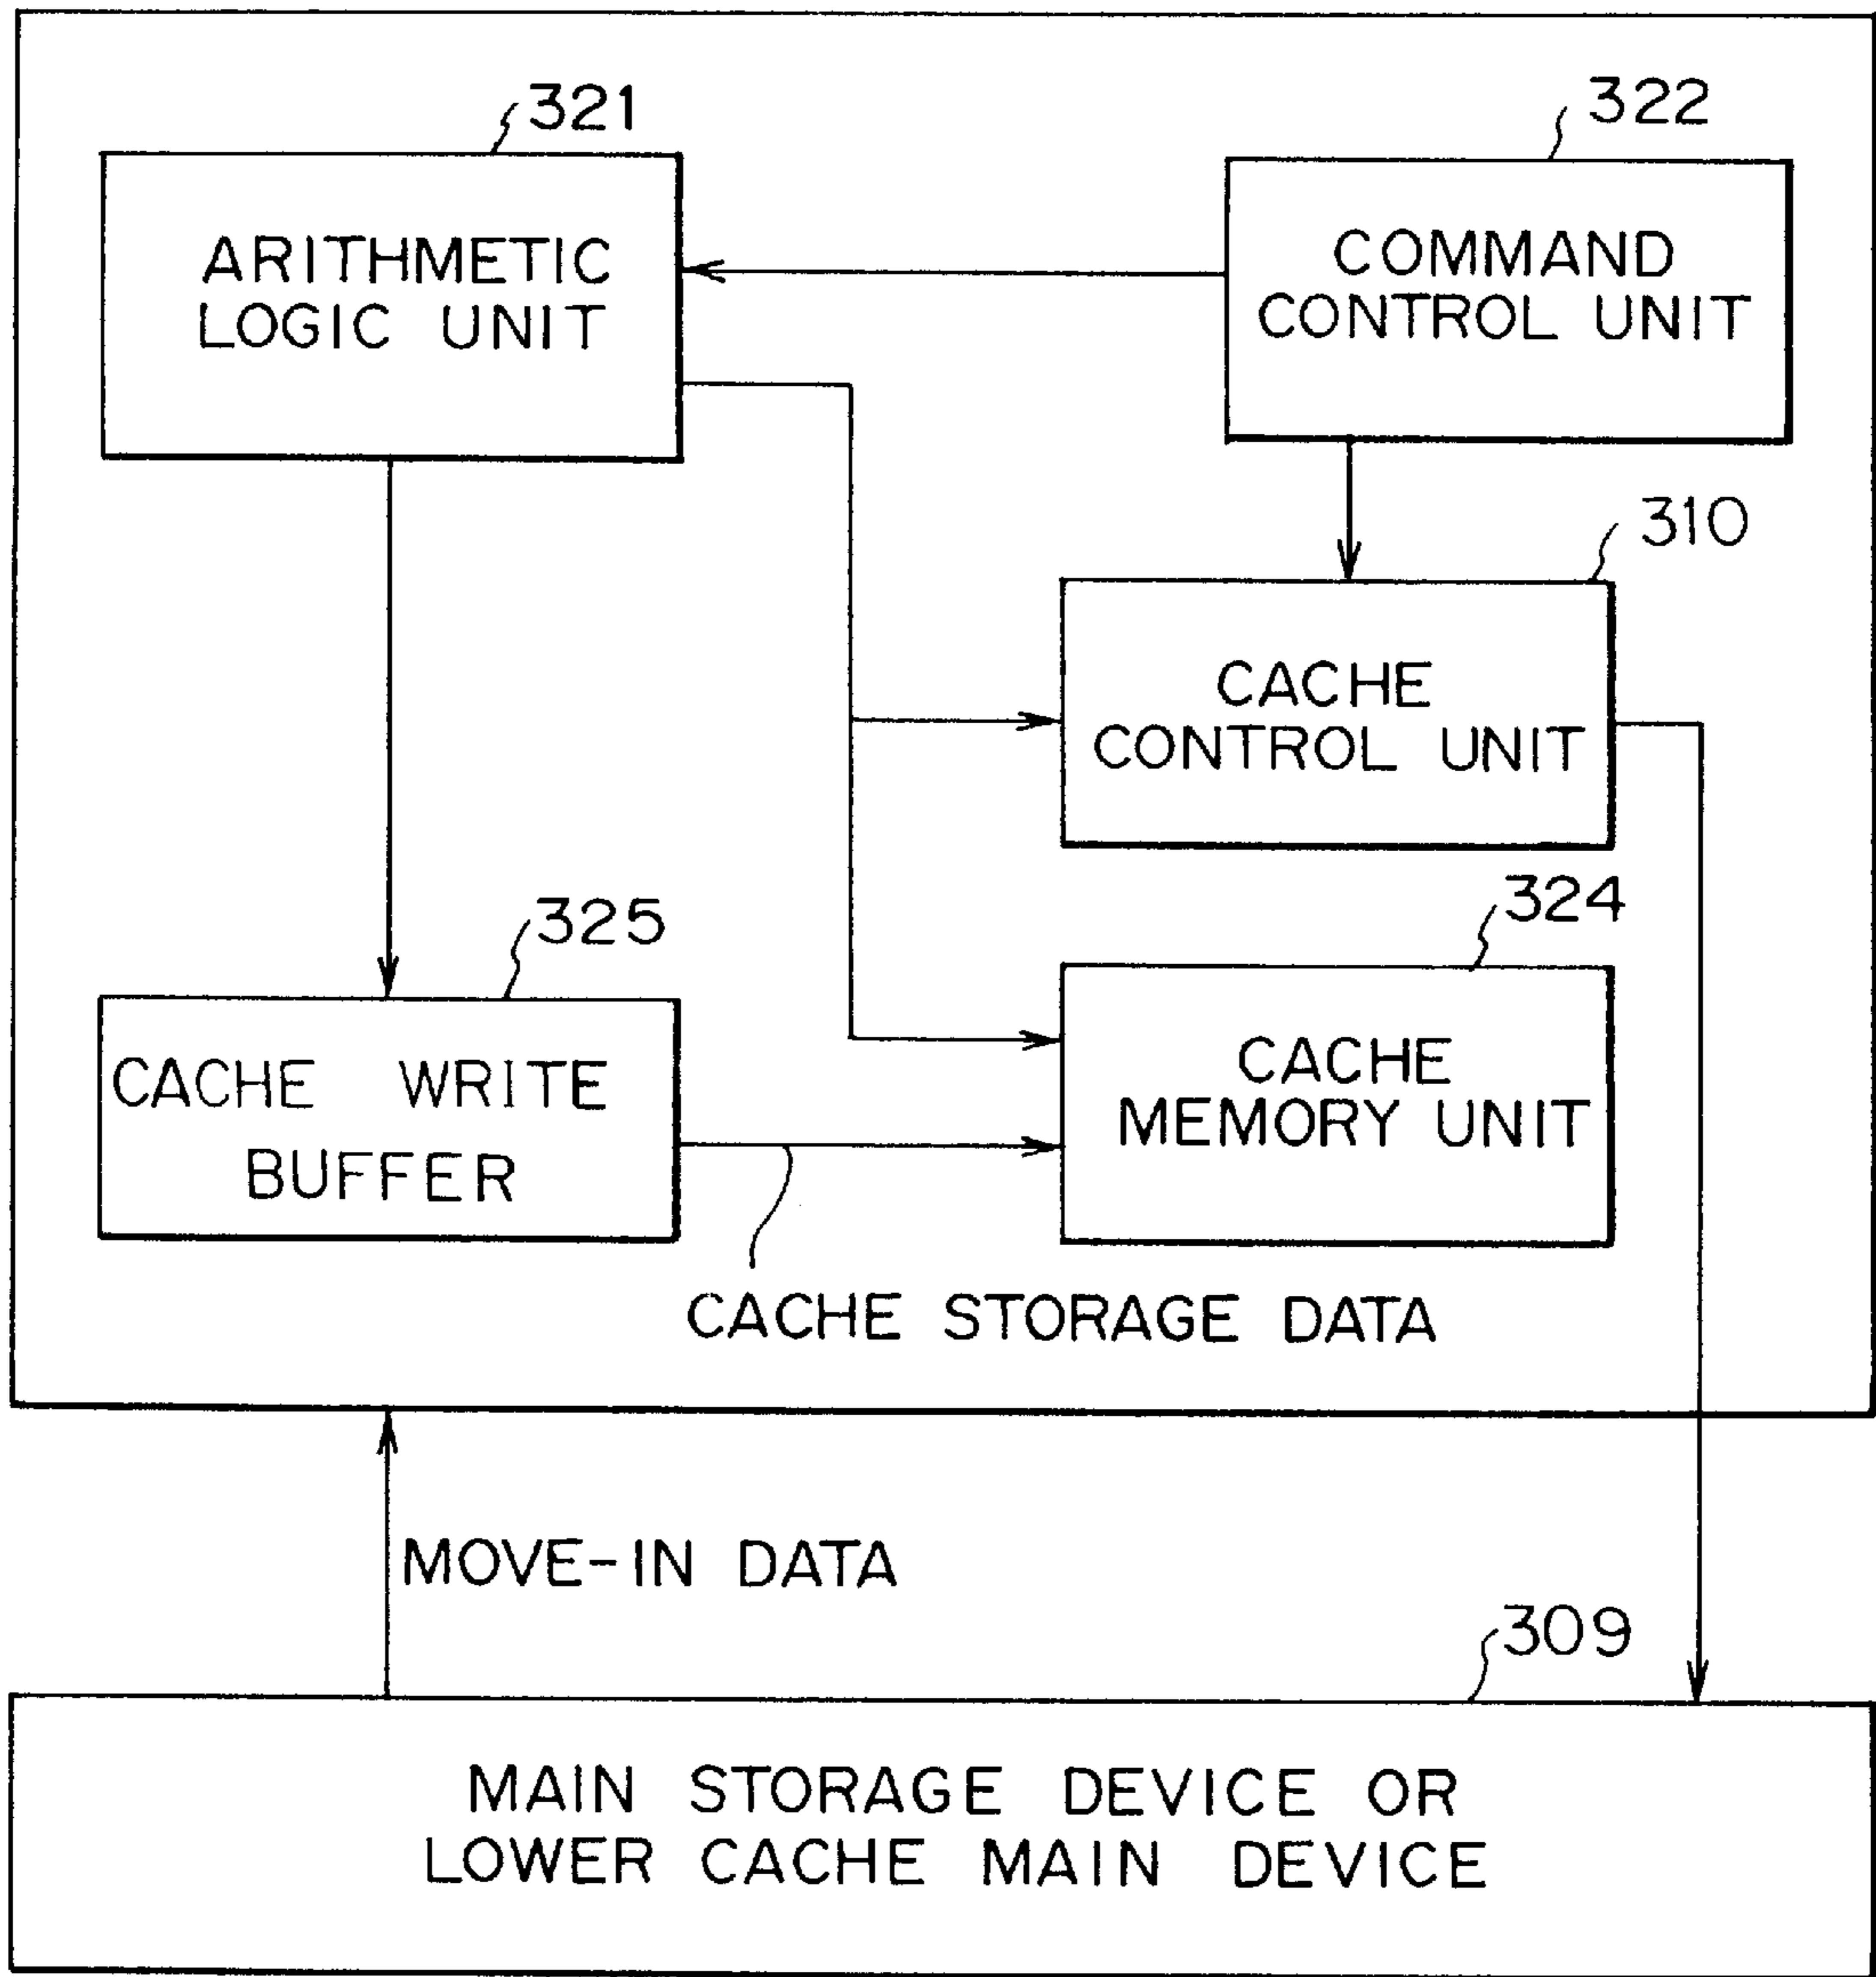 321
322
ARITHMETIC
LOGIC UNIT
COMMAND
CONTROL UNIT
310
CACHE
CONTROL UNIT
325
324
CACHE WRITE
BUFFER
CACHE
MEMORY UNIT
CACHE STORAGE DATA
MOVE-IN DATA
309
MAIN STORAGE DEVICE OR
LOWER CACHE MAIN DEVICE